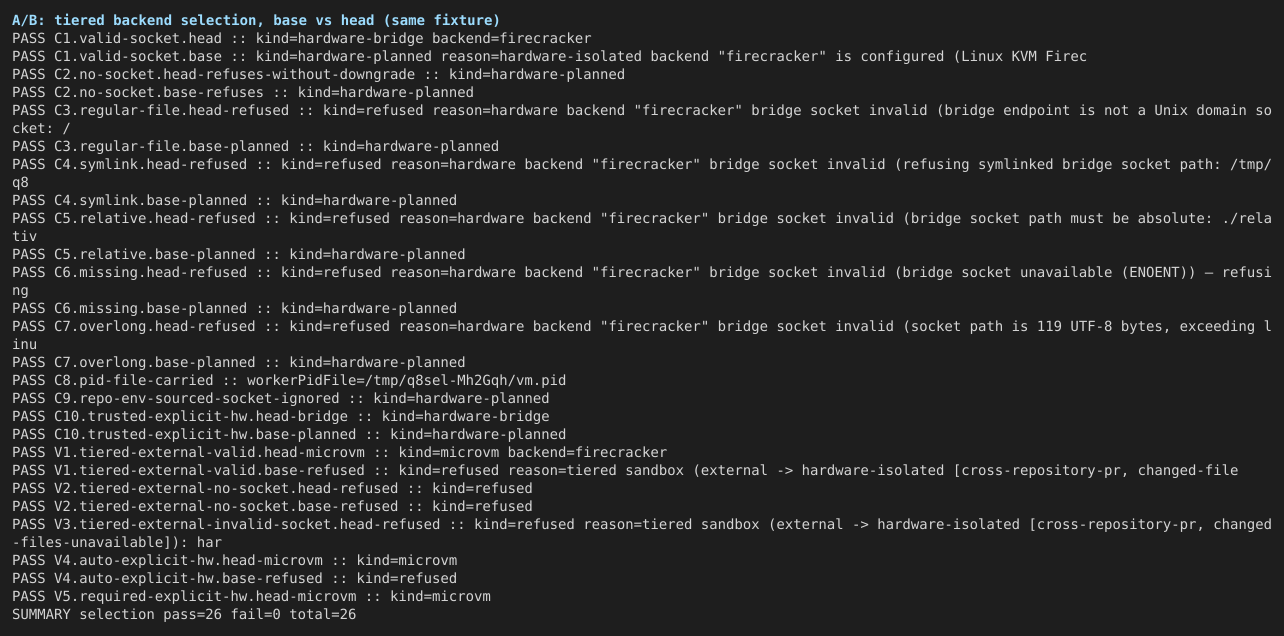 A/B: tiered backend selection, base vs head (same fixture)
PASS C1.valid-socket.head :: kind=hardware-bridge backend=firecracker
PASS C1.valid-socket.base :: kind=hardware-planned reason=hardware-isolated backend "firecracker" is configured (Linux KVM Firec
PASS C2.no-socket.head-refuses-without-downgrade :: kind=hardware-planned
PASS C2.no-socket.base-refuses :: kind=hardware-planned
PASS C3.regular-file.head-refused :: kind=refused reason=hardware backend "firecracker" bridge socket invalid (bridge endpoint is not a Unix domain so
cket: /
PASS C3.regular-file.base-planned :: kind=hardware-planned
PASS C4.symlink.head-refused :: kind=refused reason=hardware backend "firecracker" bridge socket invalid (refusing symlinked bridge socket path: /tmp/
q8
PASS C4.symlink.base-planned :: kind=hardware-planned
PASS C5.relative.head-refused :: kind=refused reason=hardware backend "firecracker" bridge socket invalid (bridge socket path must be absolute: ./rela
tiv
PASS C5.relative.base-planned :: kind=hardware-planned
PASS C6.missing.head-refused :: kind=refused reason=hardware backend "firecracker" bridge socket invalid (bridge socket unavailable (ENOENT)) — refusi
ng
PASS C6.missing.base-planned :: kind=hardware-planned
PASS C7.overlong.head-refused :: kind=refused reason=hardware backend "firecracker" bridge socket invalid (socket path is 119 UTF-8 bytes, exceeding l
inu
PASS C7.overlong.base-planned :: kind=hardware-planned
PASS C8.pid-file-carried :: workerPidFile=/tmp/q8sel-Mh2Gqh/vm.pid
PASS C9.repo-env-sourced-socket-ignored :: kind=hardware-planned
PASS C10.trusted-explicit-hw.head-bridge :: kind=hardware-bridge
PASS C10.trusted-explicit-hw.base-planned :: kind=hardware-planned
PASS V1.tiered-external-valid.head-microvm :: kind=microvm backend=firecracker
PASS V1.tiered-external-valid.base-refused :: kind=refused reason=tiered sandbox (external -> hardware-isolated [cross-repository-pr, changed-file
PASS V2.tiered-external-no-socket.head-refused :: kind=refused
PASS V2.tiered-external-no-socket.base-refused :: kind=refused
PASS V3.tiered-external-invalid-socket.head-refused :: kind=refused reason=tiered sandbox (external -> hardware-isolated [cross-repository-pr, changed
-files-unavailable]): har
PASS V4.auto-explicit-hw.head-microvm :: kind=microvm
PASS V4.auto-explicit-hw.base-refused :: kind=refused
PASS V5.required-explicit-hw.head-microvm :: kind=microvm
SUMMARY selection pass=26 fail=0 total=26